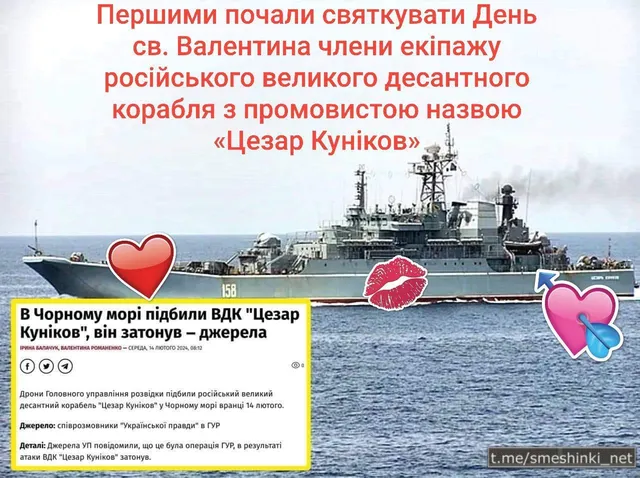 Першими почали святкувати День
св. Валентина члени екіпажу
російського великого десантного
корабля з промовистою назвою
«Цезар Куніков»
158
ЦЕЗАРЬ КУНИКОВ
В Чорному морі підбили ВДК "Цезар
Куніков", він затонув – джерела
ІРИНА БАЛАЧУК, ВАЛЕНТИНА РОМАНЕНКО — СЕРЕДА, 14 ЛЮТОГО 2024, 08:12
0
Дрони Головного управління розвідки підбили російський великий
десантний корабель "Цезар Куніков" у Чорному морі вранці 14 лютого.
Джерело: співрозмовники "Української правди" в ГУР
Деталі: Джерела УП повідомили, що це була операція ГУР, в результаті
атаки ВДК "Цезар Куніков" затонув.
t.me/smeshinki_net